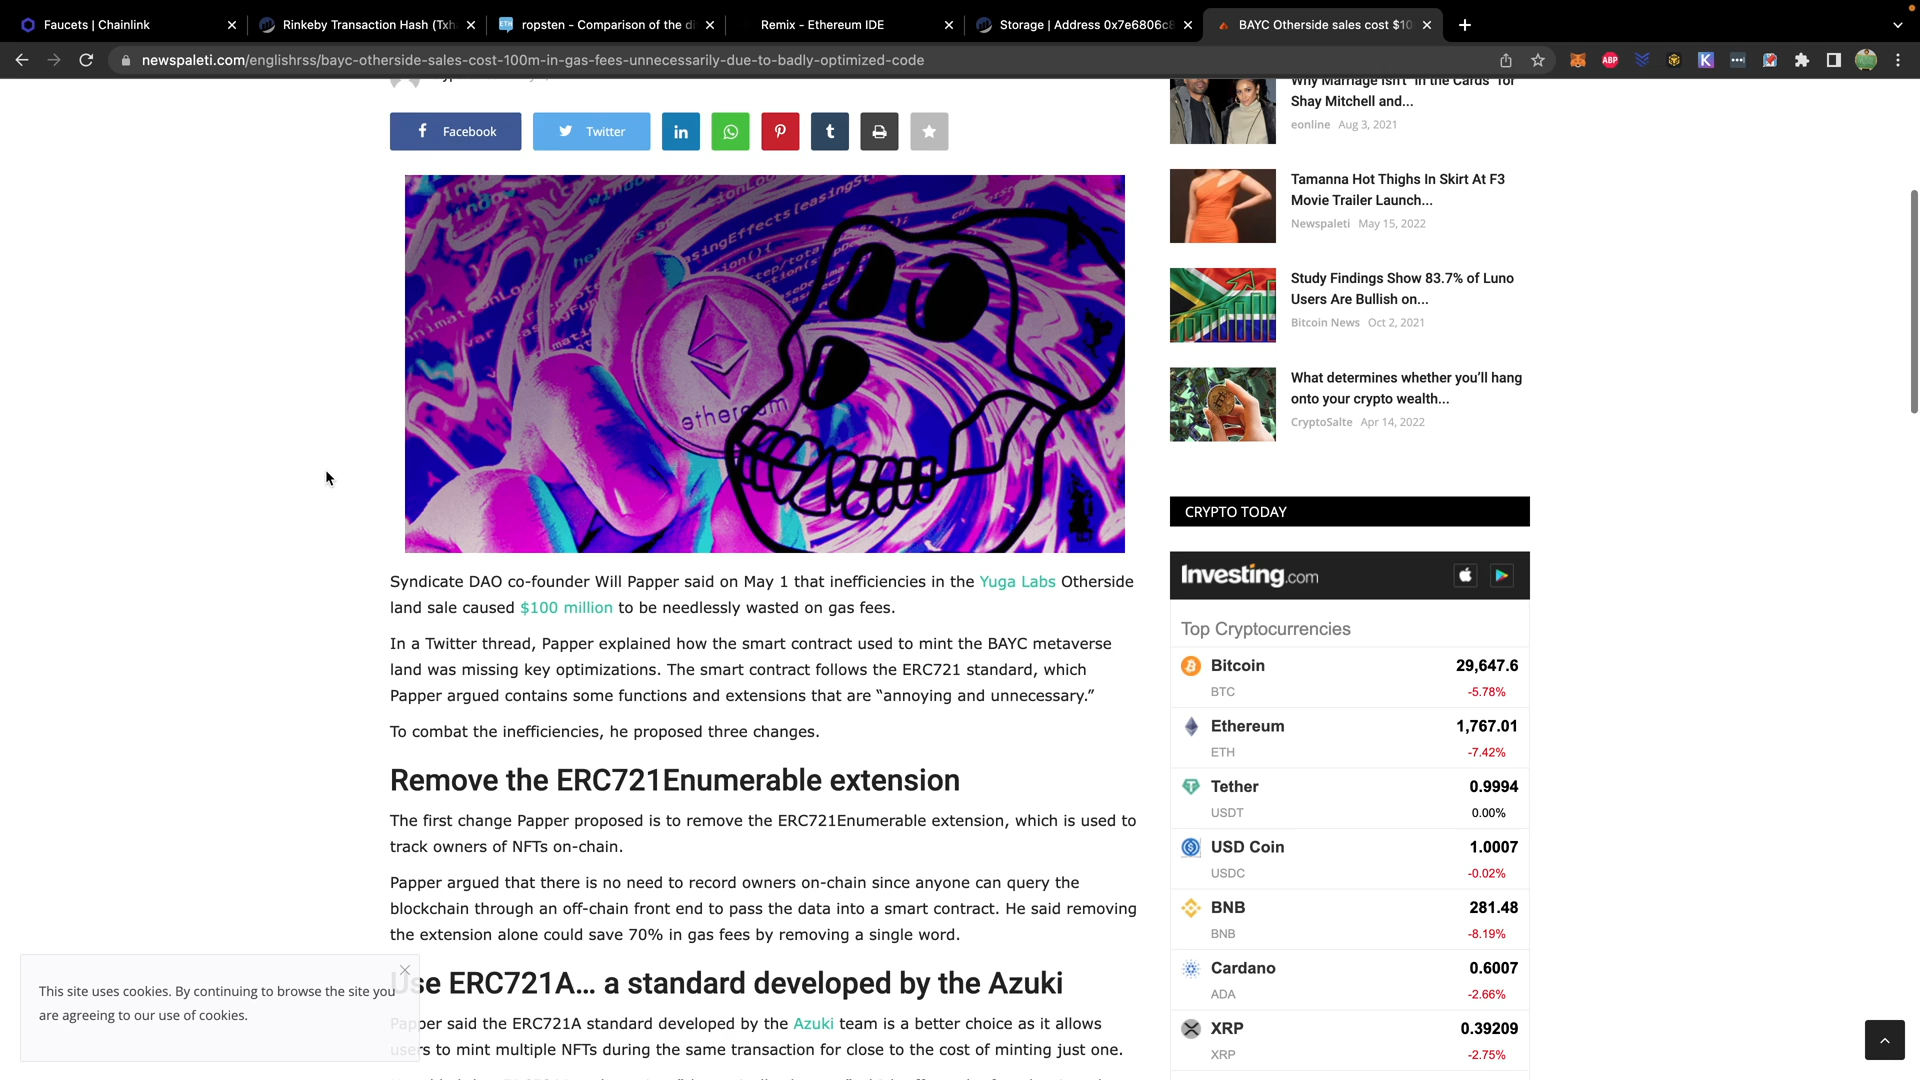 Faucets | Chainlink
Rinkeby Transaction Hash (Txh
ropsten - Comparison of the di
Remix - Ethereum IDE
Storage | Address 0x7e6806c8
BAYC Otherside sales cost $10
newspaleti.com/englishrss/bayc-otherside-sales-cost-100m-in-gas-fees-unnecessarily-due-to-badly-optimized-code
ABP
Facebook
Twitter
ethereum
Syndicate DAO co-founder Will Papper said on May 1 that inefficiencies in the Yuga Labs Otherside
land sale caused $100 million to be needlessly wasted on gas fees.
In a Twitter thread, Papper explained how the smart contract used to mint the BAYC metaverse
land was missing key optimizations. The smart contract follows the ERC721 standard, which
Papper argued contains some functions and extensions that are “annoying and unnecessary.”
To combat the inefficiencies, he proposed three changes.
Remove the ERC721Enumerable extension
The first change Papper proposed is to remove the ERC721Enumerable extension, which is used to
track owners of NFTs on-chain.
Papper argued that there is no need to record owners on-chain since anyone can query the
blockchain through an off-chain front end to pass the data into a smart contract. He said removing
the extension alone could save 70% in gas fees by removing a single word.
Use ERC721A... a standard developed by the Azuki
Papper said the ERC721A standard developed by the Azuki team is a better choice as it allows
users to mint multiple NFTs during the same transaction for close to the cost of minting just one.
This site uses cookies. By continuing to browse the site you
are agreeing to our use of cookies.
Why Marriage Isn't "in the Cards" for
Shay Mitchell and...
eonline Aug 3, 2021
Tamanna Hot Thighs In Skirt At F3
Movie Trailer Launch...
Newspaleti May 15, 2022
Study Findings Show 83.7% of Luno
Users Are Bullish on...
Bitcoin News Oct 2, 2021
What determines whether you’ll hang
onto your crypto wealth...
CryptoSalte Apr 14, 2022
CRYPTO TODAY
Investing.com
Top Cryptocurrencies
Bitcoin 29,647.6
BTC -5.78%
Ethereum 1,767.01
ETH -7.42%
Tether 0.9994
USDT 0.00%
USD Coin 1.0007
USDC -0.02%
BNB 281.48
BNB -8.19%
Cardano 0.6007
ADA -2.66%
XRP 0.39209
XRP -2.75%